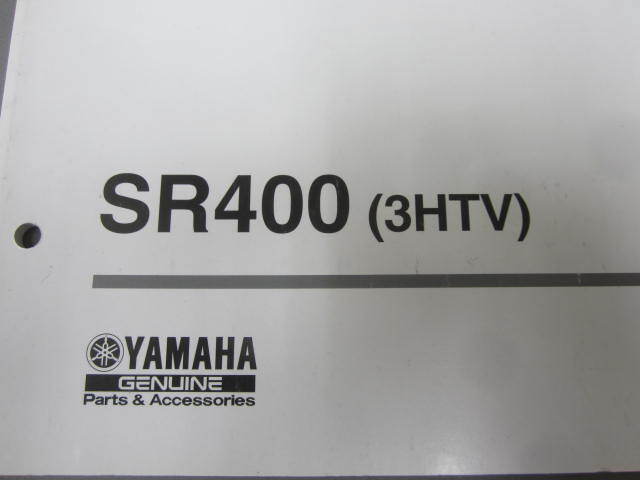 SR400 (3HTV)
YAMAHA
GENUINE
Parts & Accessories